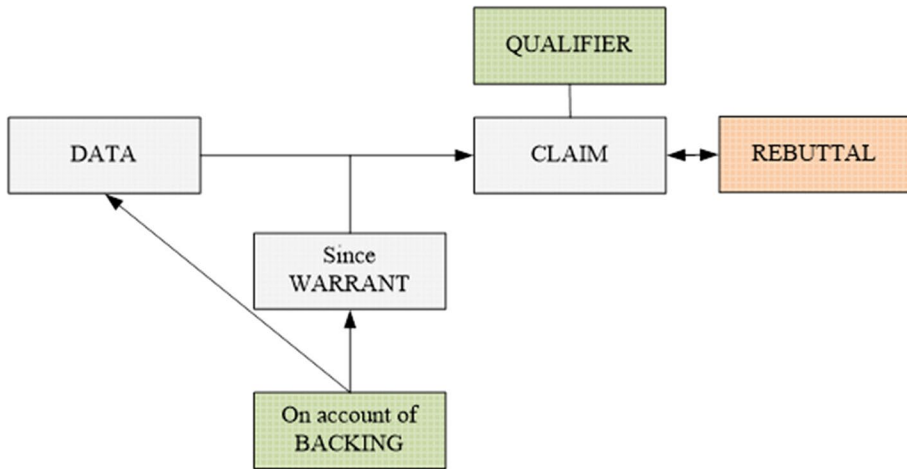 QUALIFIER
DATA
CLAIM
REBUTTAL
Since
WARRANT
On account of
BACKING